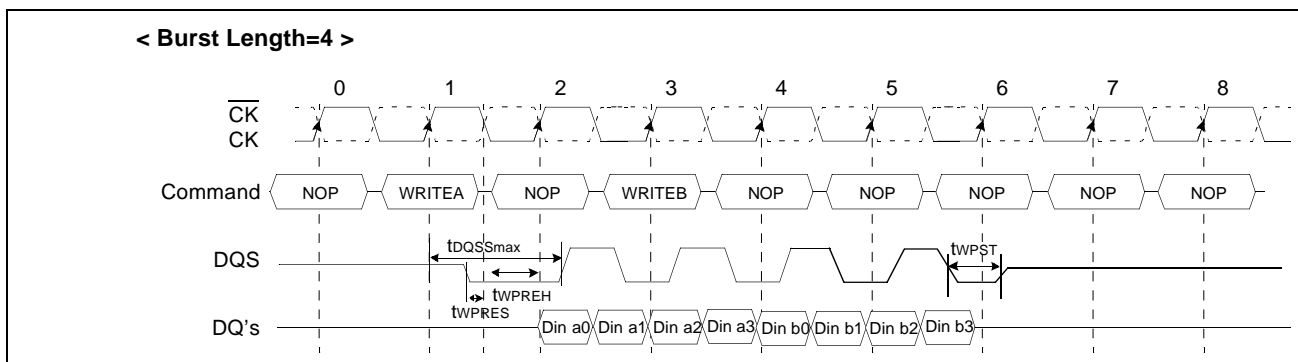 < Burst Length=4 >
0 1 2 3 4 5 6 7 8
CK
CK
Command NOP WRITEA NOP WRITEB NOP NOP NOP NOP NOP
tDQSSmax
tWPST
DQS
tWPREH
tWPRES
DQ's Din a0 Din a1 Din a2 Din a3 Din b0 Din b1 Din b2 Din b3